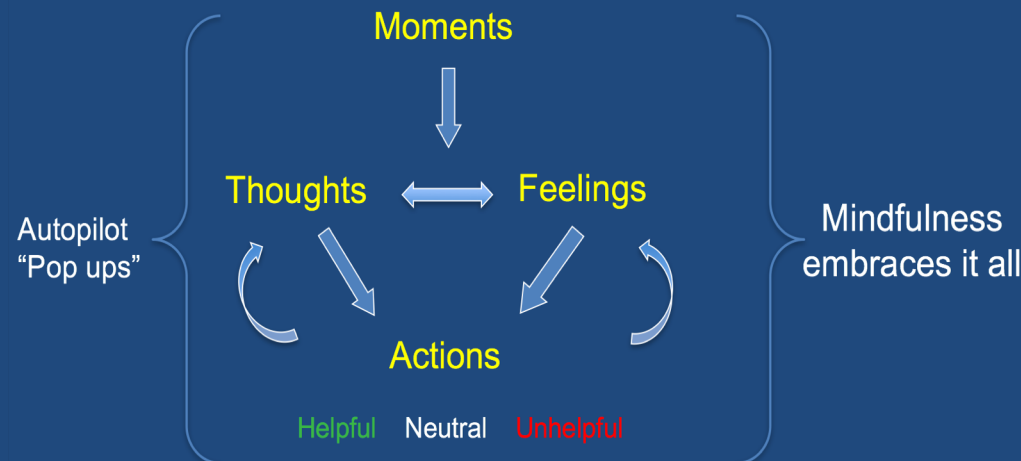 Moments
Thoughts
Feelings
Autopilot
“Pop ups”
Mindfulness
embraces it all
Actions
Helpful Neutral Unhelpful